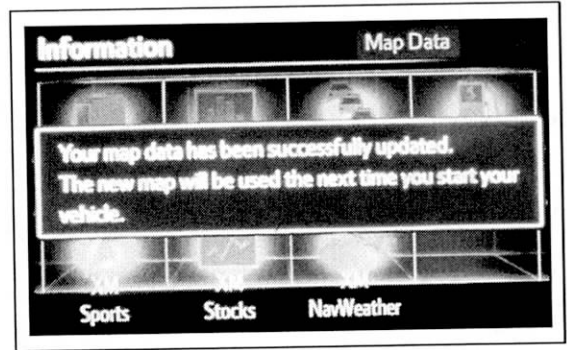 Information
Map Data
Your map data has been successfully updated.
The new map will be used the next time you start your
vehicle.
XM
XM
XM
Sports
Stocks
NavWeather